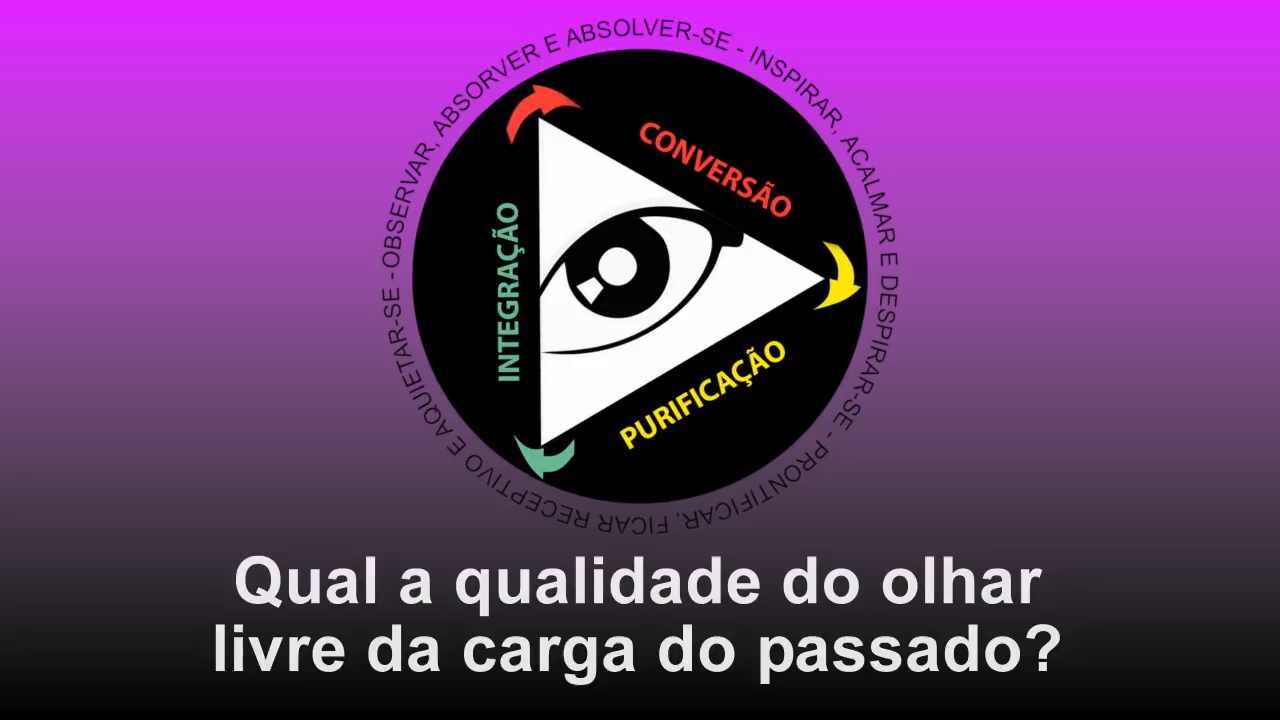 OBSERVAR, ABSORVER E ABSOLVER-SE - INSPIRAR, ACALMAR E DESPIRAR-SE - PRONTIFICAR, FICAR RECEPTIVO E AQUIETAR-SE -
CONVERSÃO
INTEGRAÇÃO
PURIFICAÇÃO
Qual a qualidade do olhar
livre da carga do passado?